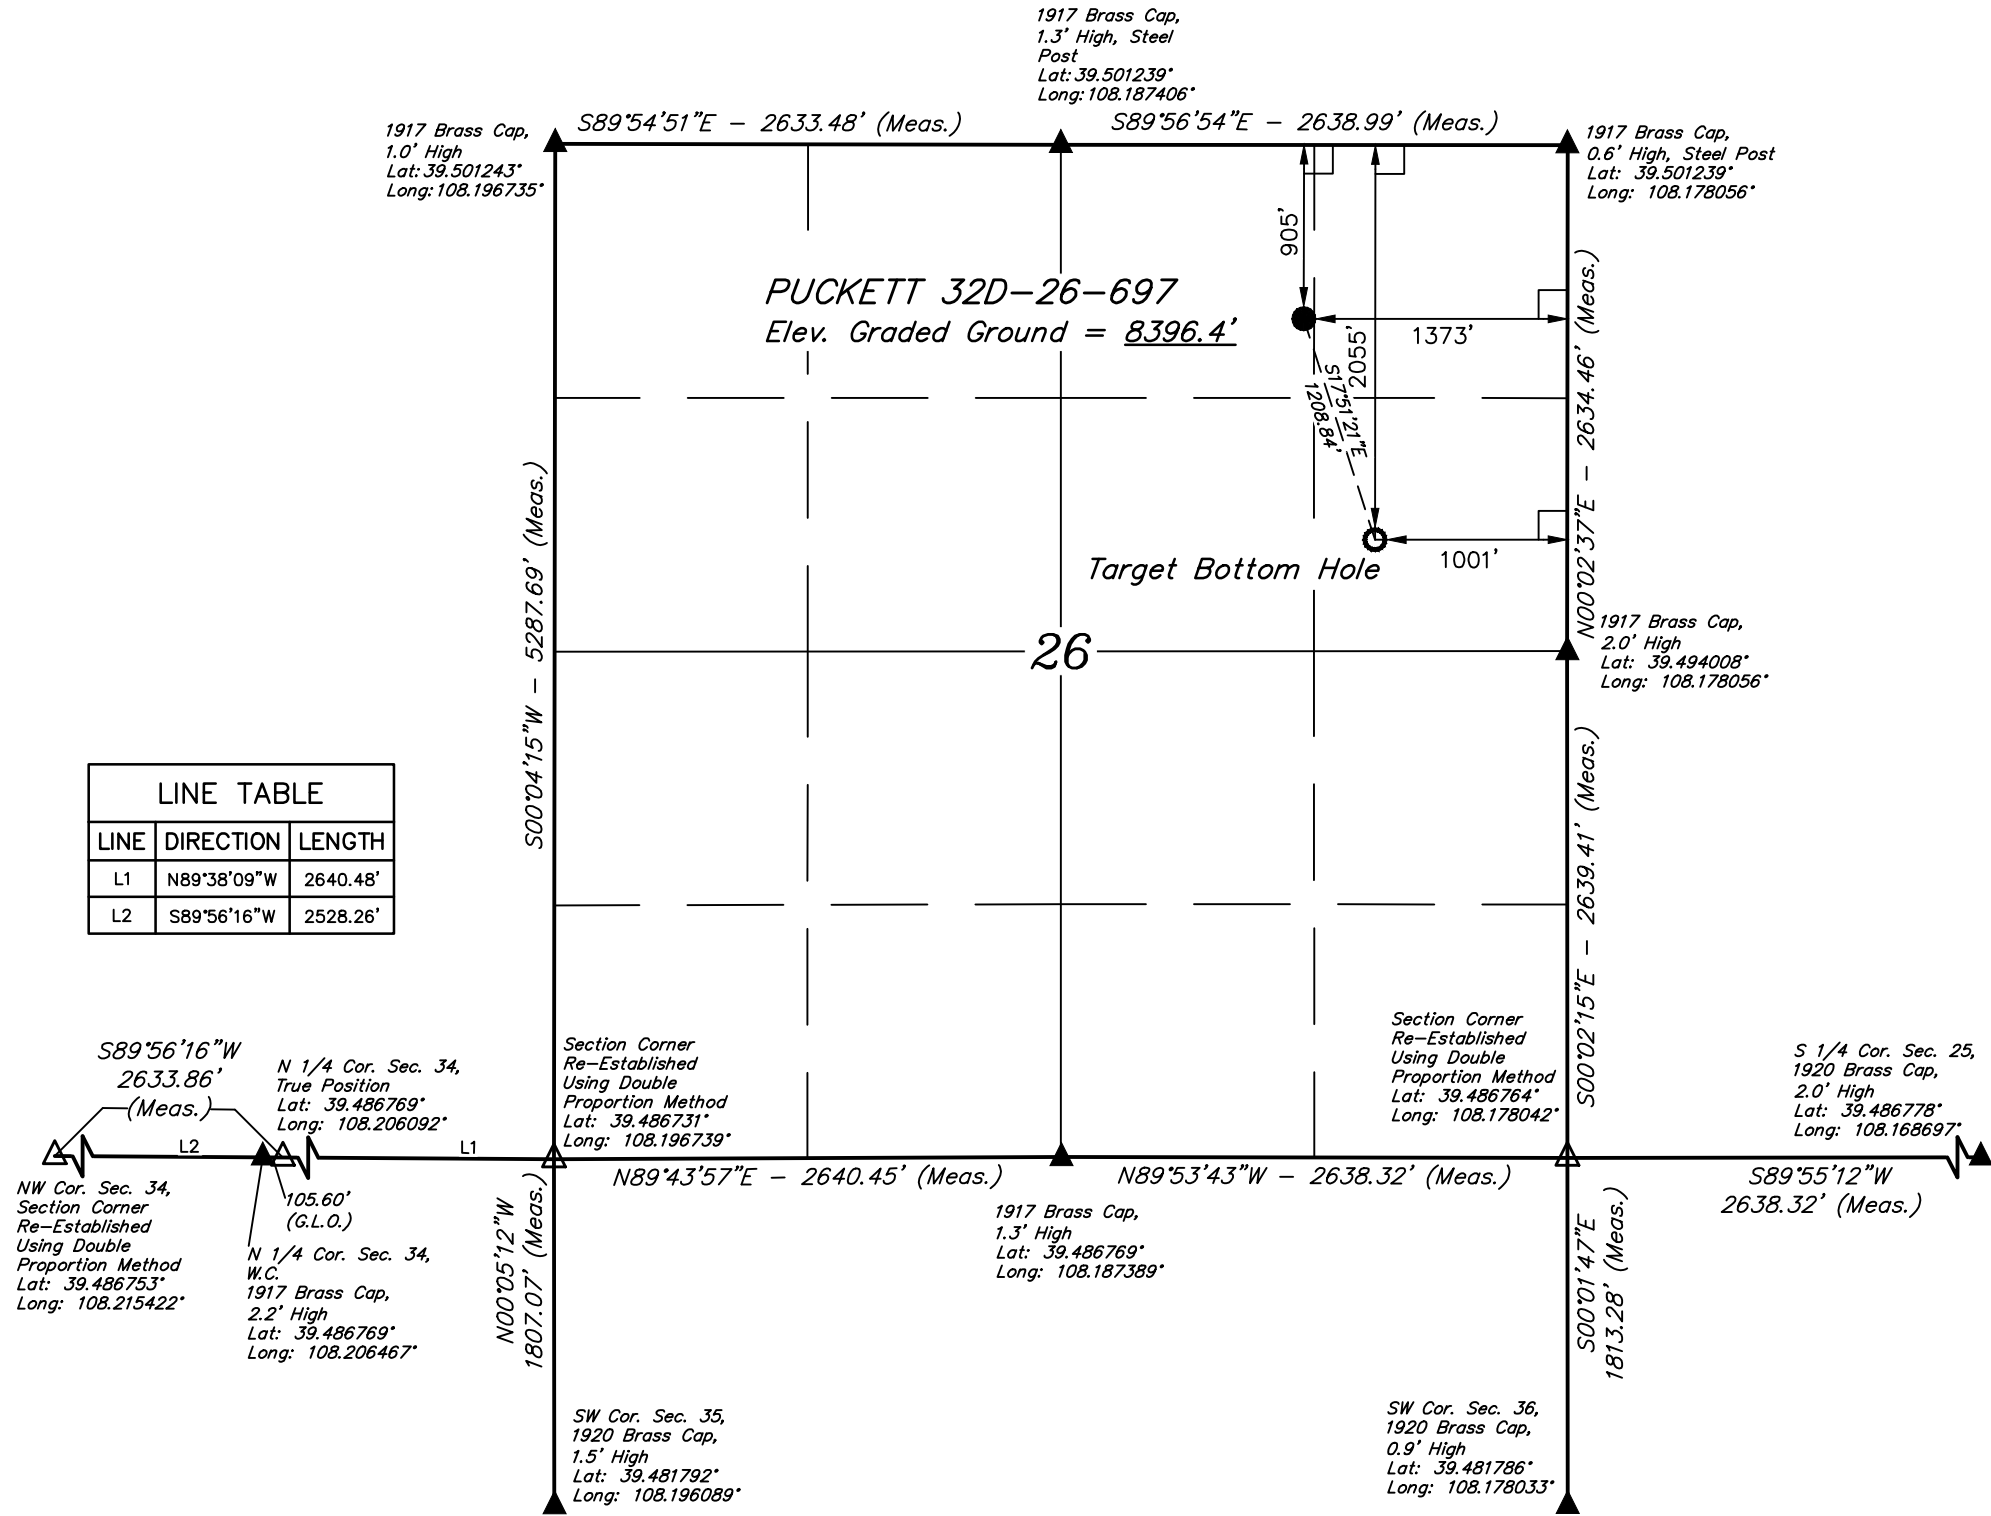 1917 Brass Cap,
1.3' High, Steel
Post
Lat: 39.501239°
Long: 108.187406°
S89°54'51"E - 2633.48' (Meas.)
S89°56'54"E - 2638.99' (Meas.)
1917 Brass Cap,
1.0' High
Lat: 39.501243°
Long: 108.196735°
1917 Brass Cap,
0.6' High, Steel Post
Lat: 39.501239°
Long: 108.178056°
905'
PUCKETT 32D-26-697
Elev. Graded Ground = 8396.4'
1373'
2055'
S17°51'21"E
1208.84'
N00°02'37"E - 2634.46' (Meas.)
1001'
Target Bottom Hole
S00°04'15"W - 5287.69' (Meas.)
26
1917 Brass Cap,
2.0' High
Lat: 39.494008°
Long: 108.178056°
LINE TABLE
LINE DIRECTION LENGTH
L1 N89°38'09"W 2640.48'
L2 S89°56'16"W 2528.26'
S00°02'15"E - 2639.41' (Meas.)
S89°56'16"W
2633.86'
(Meas.)
N 1/4 Cor. Sec. 34,
True Position
Lat: 39.486769°
Long: 108.206092°
Section Corner
Re-Established
Using Double
Proportion Method
Lat: 39.486731°
Long: 108.196739°
Section Corner
Re-Established
Using Double
Proportion Method
Lat: 39.486764°
Long: 108.178042°
S 1/4 Cor. Sec. 25,
1920 Brass Cap,
2.0' High
Lat: 39.486778°
Long: 108.168697°
L2
L1
N89°43'57"E - 2640.45' (Meas.)
N89°53'43"W - 2638.32' (Meas.)
S89°55'12"W
2638.32' (Meas.)
NW Cor. Sec. 34,
Section Corner
Re-Established
Using Double
Proportion Method
Lat: 39.486753°
Long: 108.215422°
105.60'
(G.L.O.)
N 1/4 Cor. Sec. 34,
W.C.
1917 Brass Cap,
2.2' High
Lat: 39.486769°
Long: 108.206467°
N00°05'12"W
1807.07' (Meas.)
1917 Brass Cap,
1.3' High
Lat: 39.486769°
Long: 108.187389°
S00°01'47"E
1813.28' (Meas.)
SW Cor. Sec. 35,
1920 Brass Cap,
1.5' High
Lat: 39.481792°
Long: 108.196089°
SW Cor. Sec. 36,
1920 Brass Cap,
0.9' High
Lat: 39.481786°
Long: 108.178033°